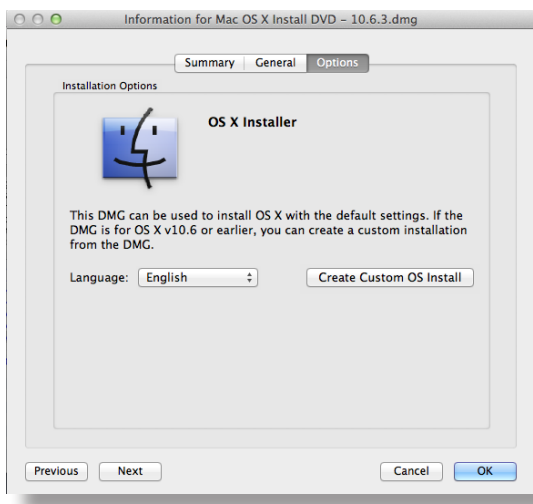 Information for Mac OS X Install DVD – 10.6.3.dmg
Summary General Options
Installation Options
OS X Installer
This DMG can be used to install OS X with the default settings. If the
DMG is for OS X v10.6 or earlier, you can create a custom installation
from the DMG.
Language: English Create Custom OS Install
Previous Next Cancel OK